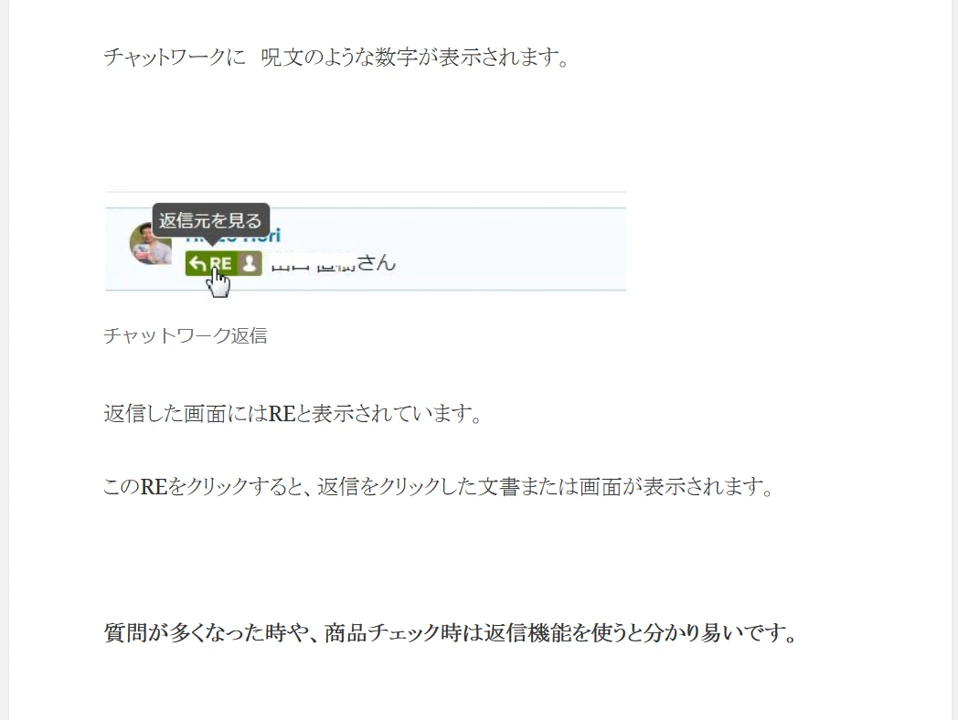 チャットワークに　呪文のような数字が表示されます。
返信元を見る
RE さん
チャットワーク返信
返信した画面にはREと表示されています。
このREをクリックすると、返信をクリックした文書または画面が表示されます。
質問が多くなった時や、商品チェック時は返信機能を使うと分かり易いです。